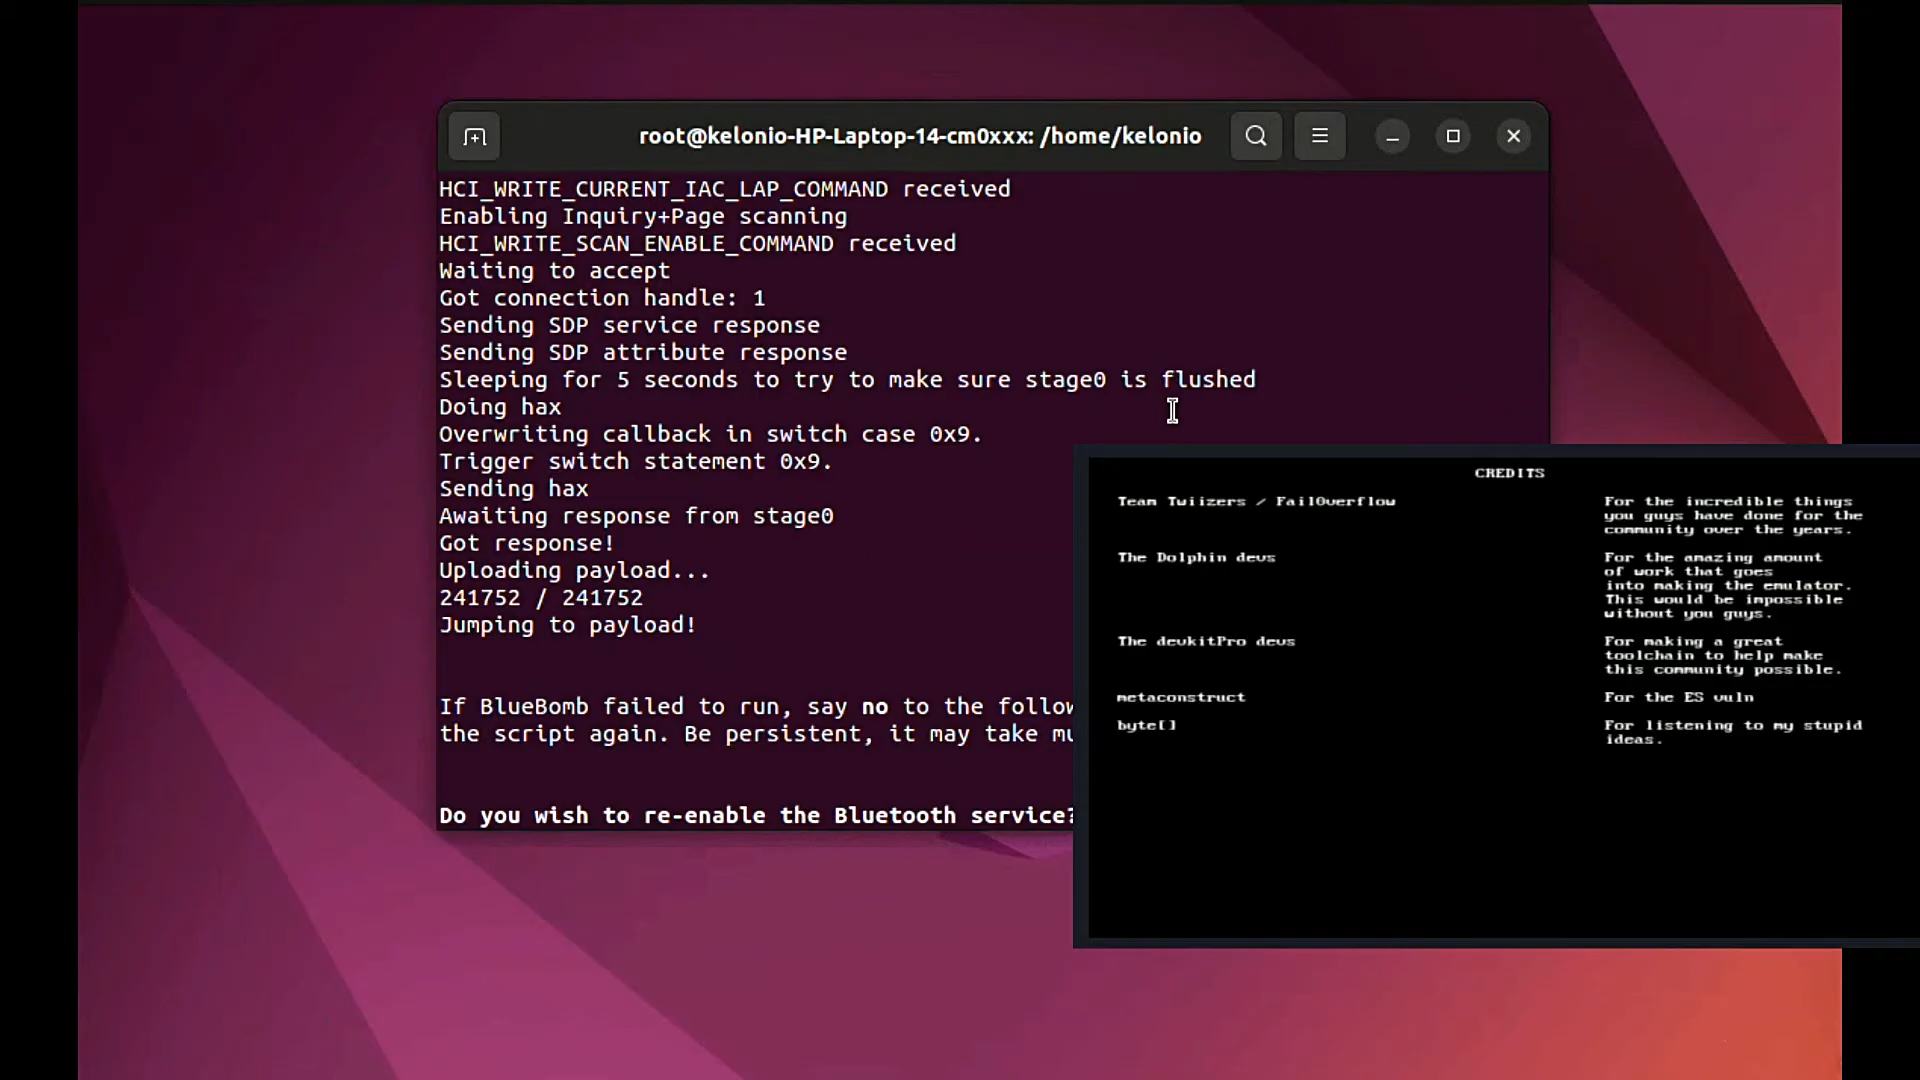 root@kelonio-HP-Laptop-14-cm0xxx: /home/kelonio
HCI_WRITE_CURRENT_IAC_LAP_COMMAND received
Enabling Inquiry+Page scanning
HCI_WRITE_SCAN_ENABLE_COMMAND received
Waiting to accept
Got connection handle: 1
Sending SDP service response
Sending SDP attribute response
Sleeping for 5 seconds to try to make sure stage0 is flushed
Doing hax
Overwriting callback in switch case 0x9.
Trigger switch statement 0x9.
Sending hax
Awaiting response from stage0
Got response!
Uploading payload...
241752 / 241752
Jumping to payload!
If BlueBomb failed to run, say no to the
the script again. Be persistent, it may take
Do you wish to re-enable the Bluetooth service?
CREDITS
Team Twiizers / Fail0verflow
For the incredible things
you guys have done for the
community over the years.
The Dolphin devs
For the amazing amount
of work that goes
into making the emulator.
This would be impossible
without you guys.
The devkitPro devs
For making a great
toolchain to help make
this community possible.
metaconstruct
For the ES vuln
byte[]
For listening to my stupid
ideas.